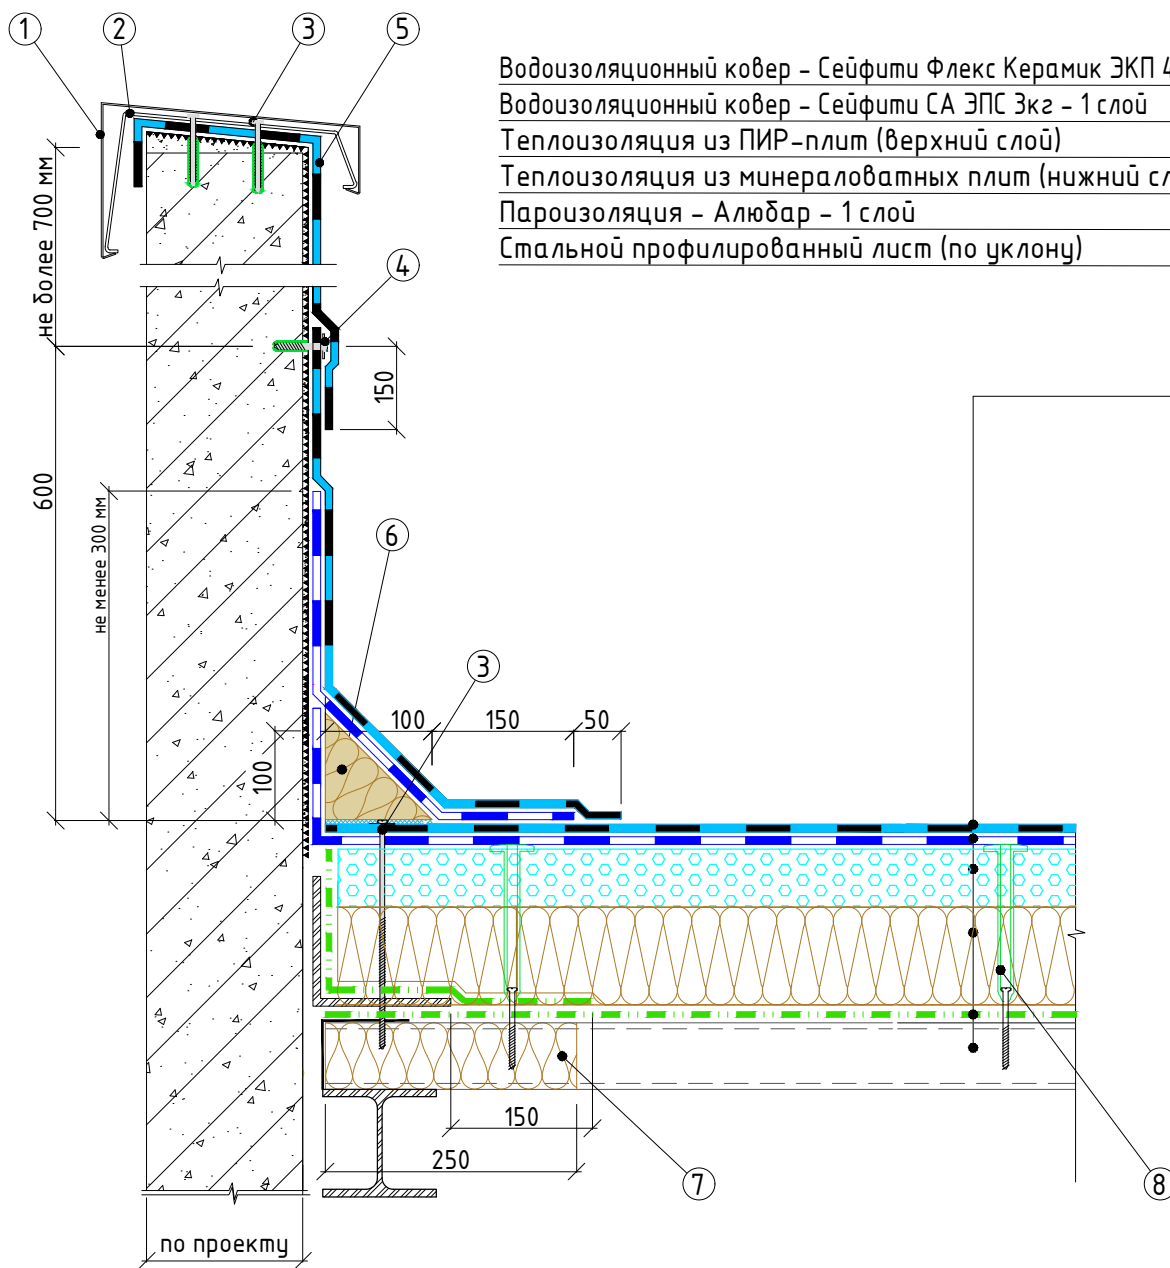 1
2
3
5
Водоизоляционный ковер – Сейфити Флекс Керамик ЭКП 4
Водоизоляционный ковер – Сейфити СА ЭПС 3кг – 1 слой
Теплоизоляция из ПИР-плит (верхний слой)
Теплоизоляция из минераловатных плит (нижний сл
Пароизоляция – Алюбар – 1 слой
Стальной профилированный лист (по уклону)
не более 700 мм
4
150
600
не менее 300 мм
6
3
100
150
50
100
150
250
7
8
по проекту